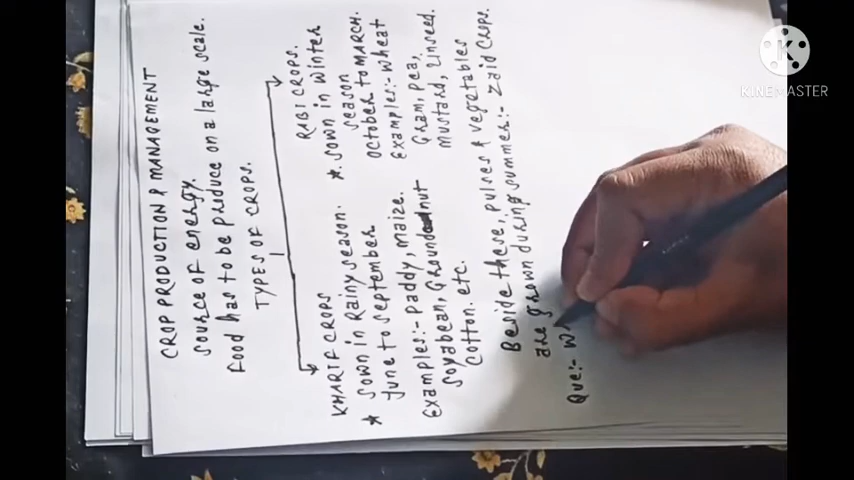 CROP PRODUCTION & MANAGEMENT
source of energy.
Food has to be produce on a large scale.
TYPES OF CROPS.
KHARIF CROPS
* sown in Rainy season.
June to september
Examples:- Paddy, Maize.
Soyabean, Groundnut
cotton. etc.
RABI CROPS.
* sown in winter
season
October to MARCH.
Examples:- Wheat
Gram, Pea,
Mustard, Linseed.
Beside these, pulses & vegetables
are grown during summer:- Zaid crops.
Que:- W
KINEMASTER